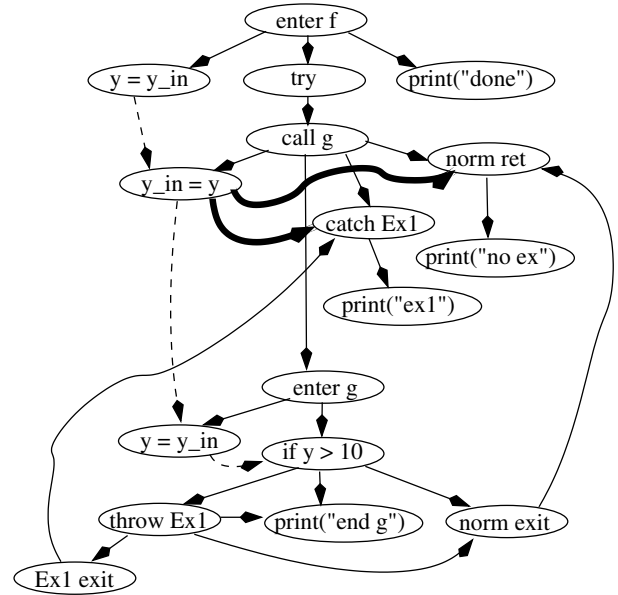 enter f
y = y_in
try
print("done")
call g
norm ret
y_in = y
catch Ex1
print("no ex")
print("ex1")
enter g
y = y_in
if y > 10
throw Ex1
print("end g")
norm exit
Ex1 exit